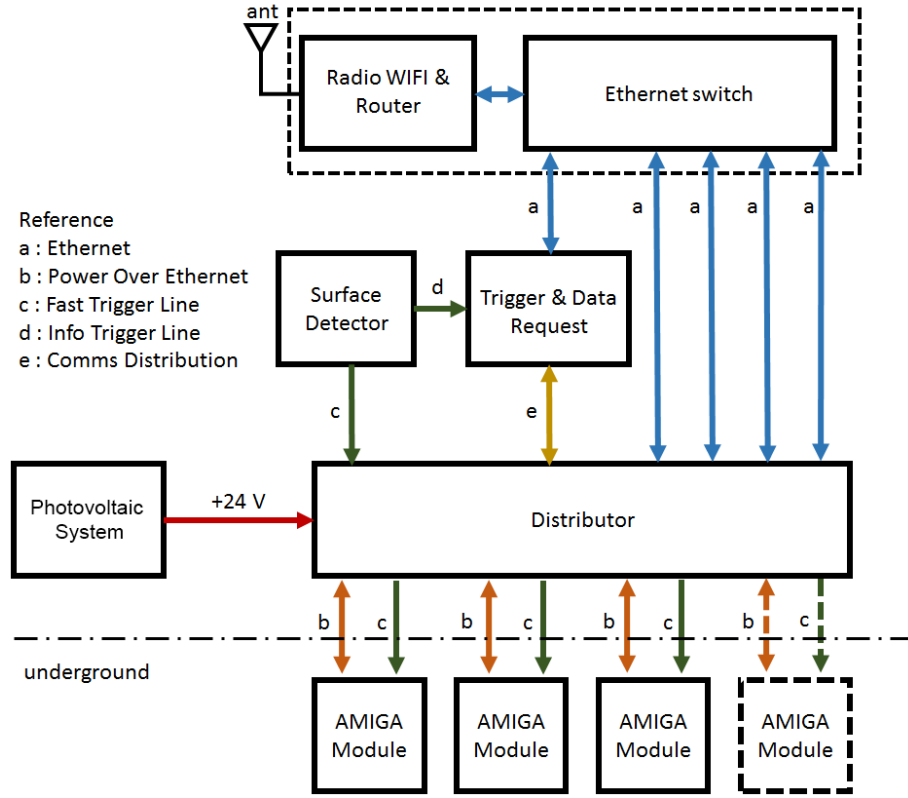 ant
Radio WIFI &
Router
Ethernet switch
a
a
a
a
a
Reference
a : Ethernet
b : Power Over Ethernet
c : Fast Trigger Line
d : Info Trigger Line
e : Comms Distribution
Surface
Detector
d
Trigger & Data
Request
c
e
Photovoltaic
System
+24 V
Distributor
b
c
b
c
b
c
b
c
underground
AMIGA
Module
AMIGA
Module
AMIGA
Module
AMIGA
Module